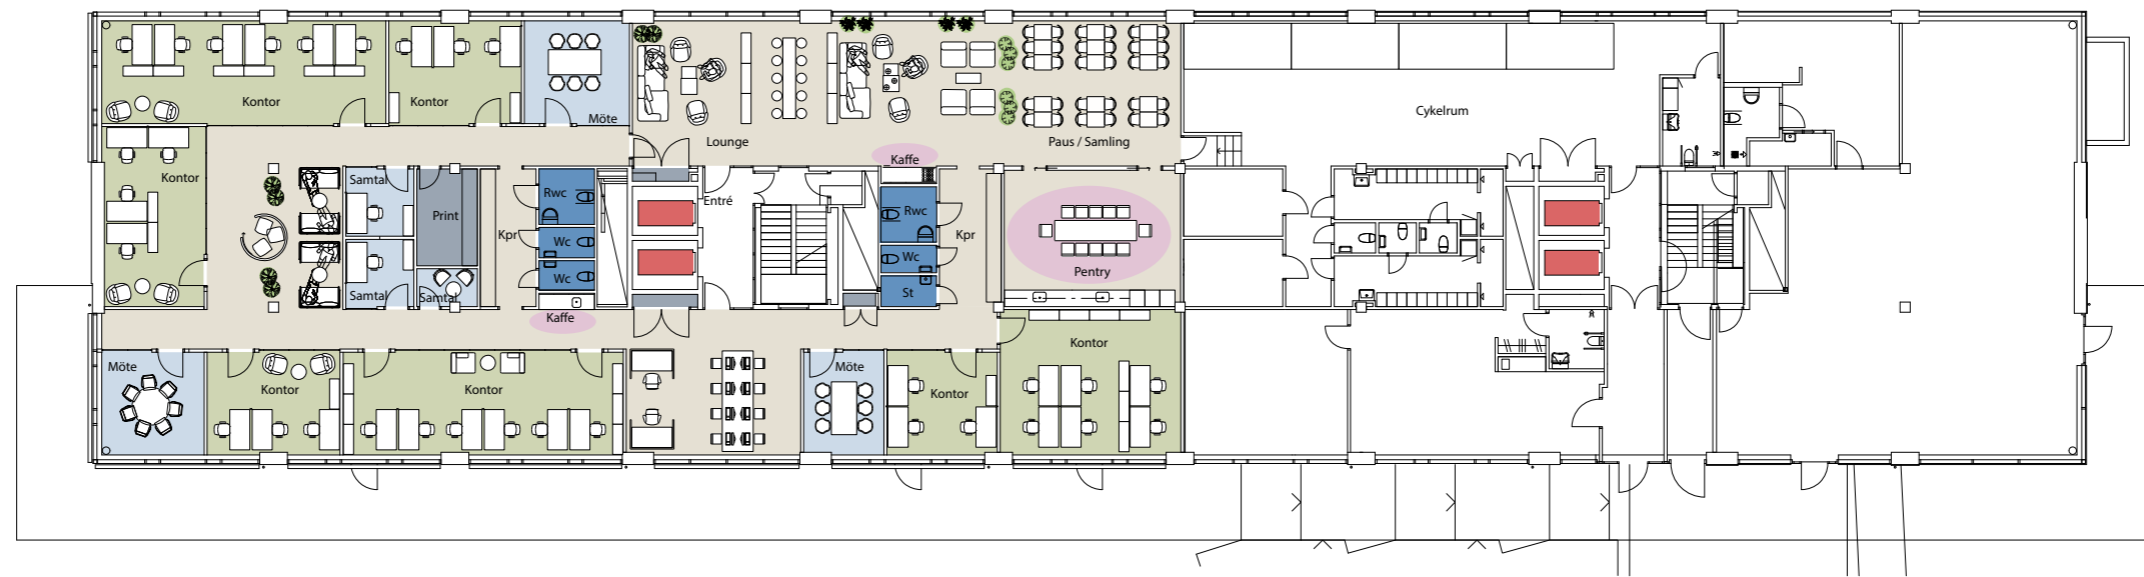 Kontor
Kontor
Möte
Lounge
Paus / Samling
Cykelrum
Kaffe
Kontor
Samtal
Print
Rwc
Entré
Rwc
Kpr
Wc
Kpr
Wc
Pentry
Wc
Samtal
Samtal
St
Kaffe
Möte
Kontor
Kontor
Möte
Kontor
Kontor